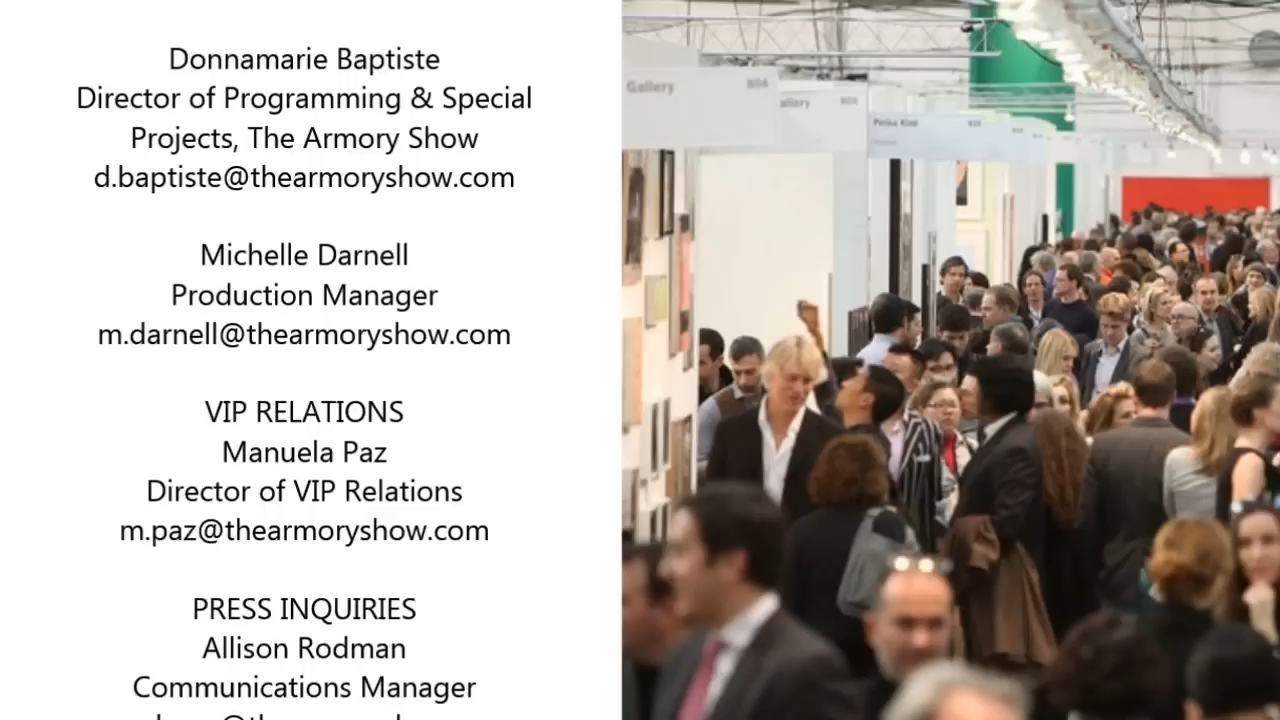 Donnamarie Baptiste
Director of Programming & Special
Projects, The Armory Show
d.baptiste@thearmoryshow.com
Michelle Darnell
Production Manager
m.darnell@thearmoryshow.com
VIP RELATIONS
Manuela Paz
Director of VIP Relations
m.paz@thearmoryshow.com
PRESS INQUIRIES
Allison Rodman
Communications Manager
Gallery